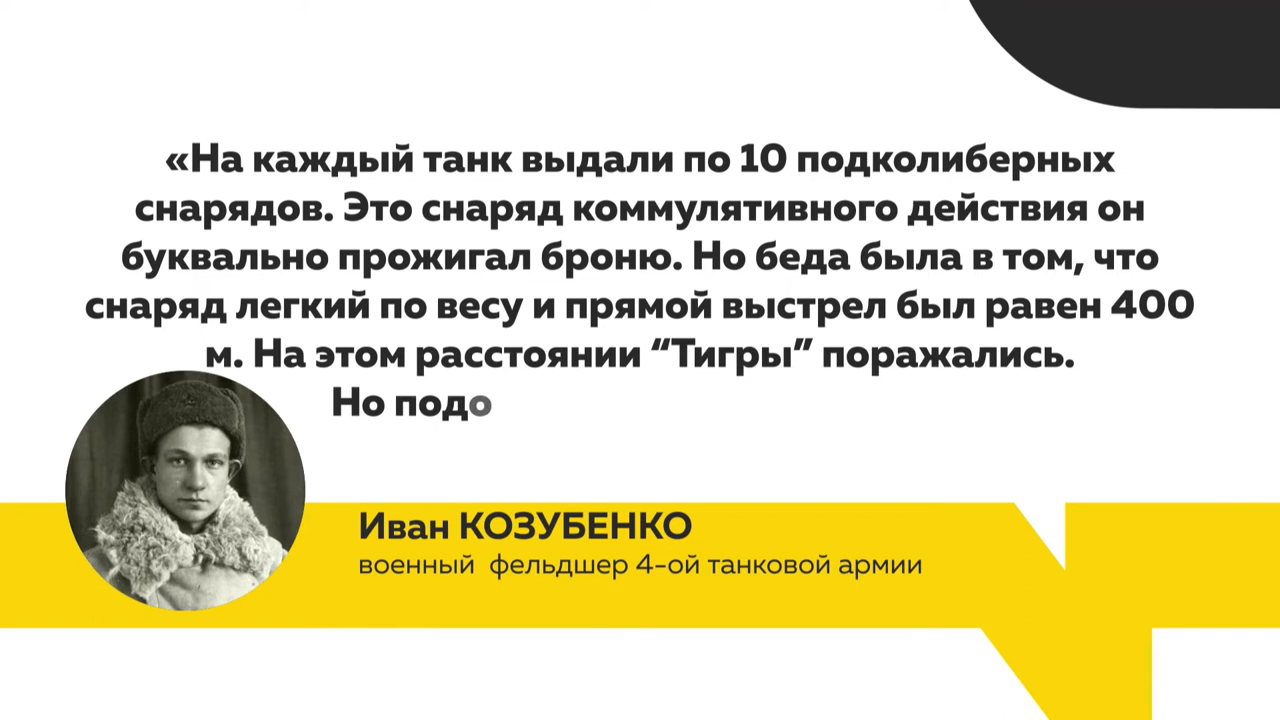 «На каждый танк выдали по 10 подколиберных
снарядов. Это снаряд коммулятивного действия он
буквально прожигал броню. Но беда была в том, что
снаряд легкий по весу и прямой выстрел был равен 400
м. На этом расстоянии “Тигры” поражались.
Но подо
Иван КОЗУБЕНКО
военный фельдшер 4-ой танковой армии